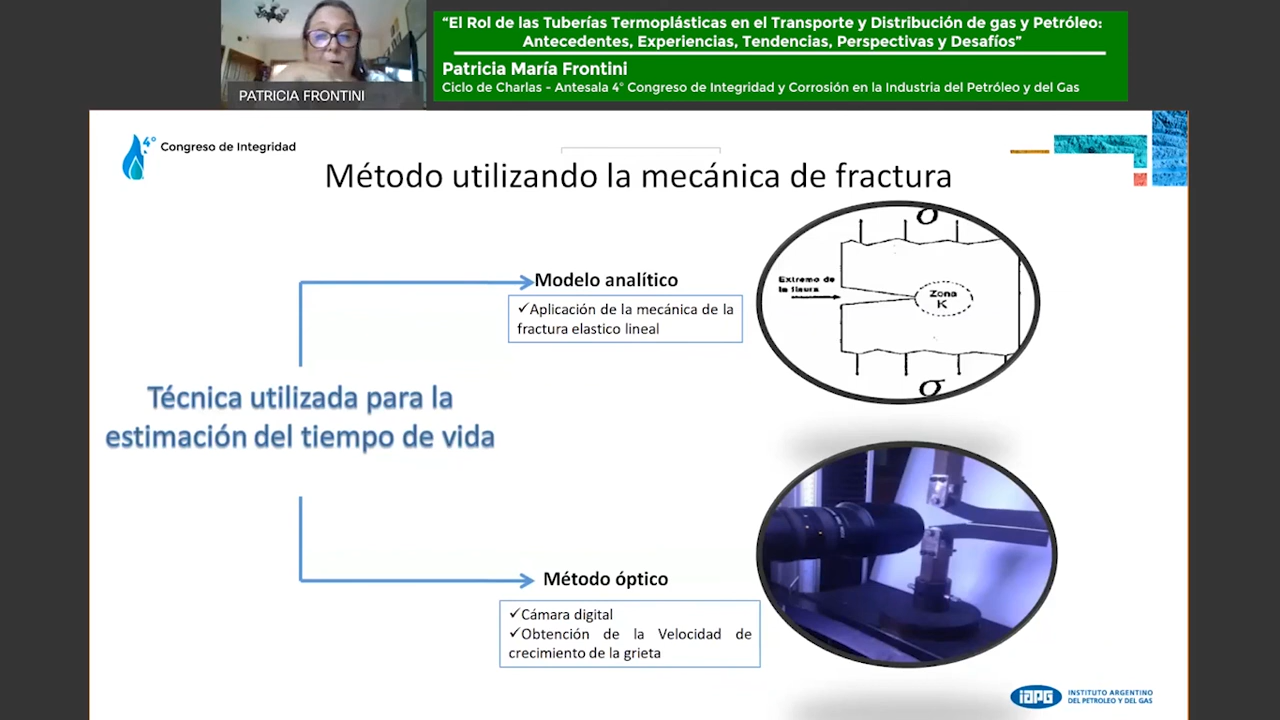 “El Rol de las Tuberías Termoplásticas en el Transporte y Distribución de gas y Petróleo:
Antecedentes, Experiencias, Tendencias, Perspectivas y Desafíos”
Patricia María Frontini
Ciclo de Charlas - Antesala 4° Congreso de Integridad y Corrosión en la Industria del Petróleo y del Gas
PATRICIA FRONTINI
4° Congreso de Integridad
Método utilizando la mecánica de fractura
σ
Extremo de
la fisura
Zona
K
σ
Modelo analítico
✓Aplicación de la mecánica de la
fractura elastico lineal
Técnica utilizada para la
estimación del tiempo de vida
Método óptico
✓Cámara digital
✓Obtención de la Velocidad de
crecimiento de la grieta
iAPG
INSTITUTO ARGENTINO
DEL PETROLEO Y DEL GAS